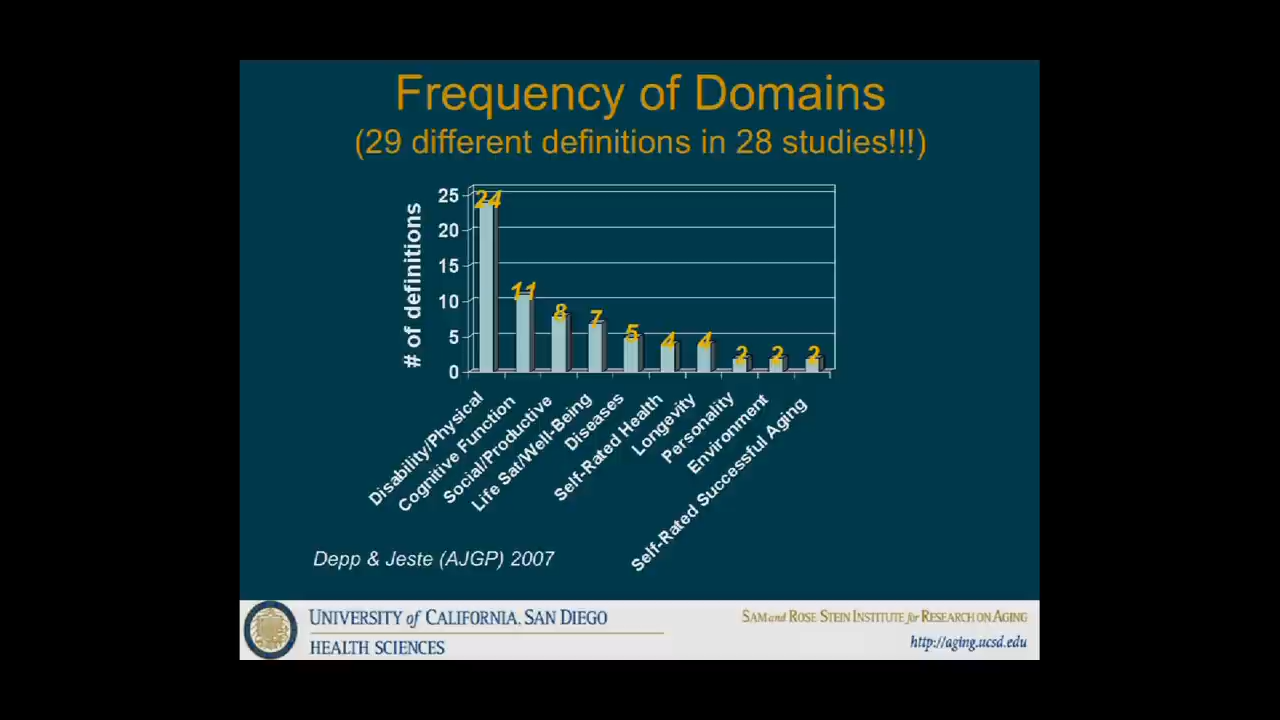 Frequency of Domains
(29 different definitions in 28 studies!!!)
# of definitions
25
20
15
10
5
0
24
11
8
7
5
4
4
2
2
2
Disability/Physical
Cognitive Function
Social/Productive
Life Sat/Well-Being
Diseases
Self-Rated Health
Longevity
Personality
Environment
Self-Rated Successful Aging
Depp & Jeste (AJGP) 2007
UNIVERSITY of CALIFORNIA, SAN DIEGO
HEALTH SCIENCES
SAM and ROSE STEIN INSTITUTE for RESEARCH ON AGING
http://aging.ucsd.edu